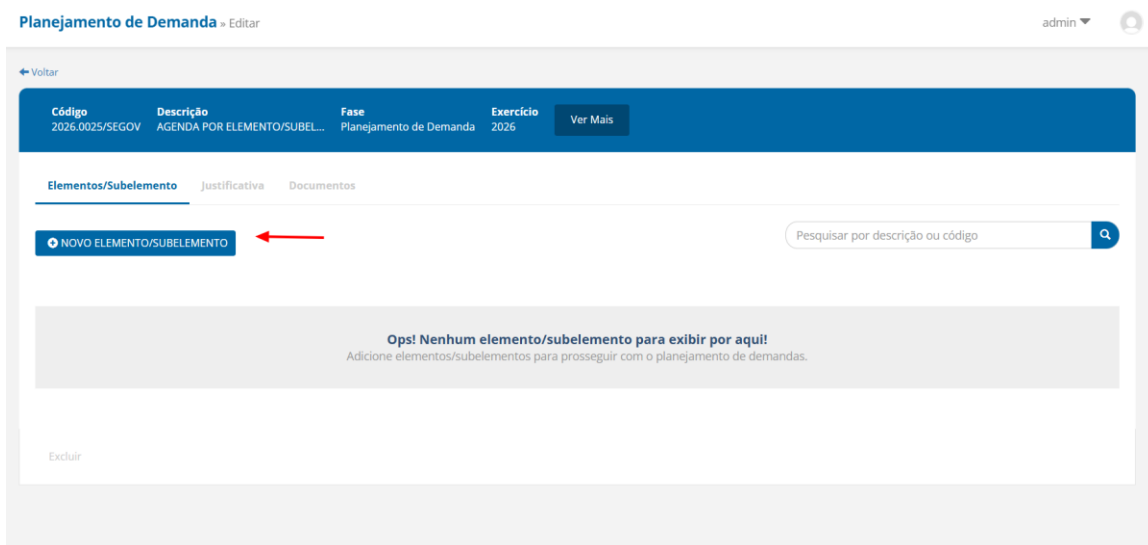 Planejamento de Demanda » Editar
admin
Voltar
Código Descrição Fase Exercício
2026.0025/SEGOV AGENDA POR ELEMENTO/SUBEL... Planejamento de Demanda 2026
Ver Mais
Elementos/Subelemento Justificativa Documentos
NOVO ELEMENTO/SUBELEMENTO
Pesquisar por descrição ou código
Ops! Nenhum elemento/subelemento para exibir por aqui!
Adicione elementos/subelementos para prosseguir com o planejamento de demandas.
Excluir